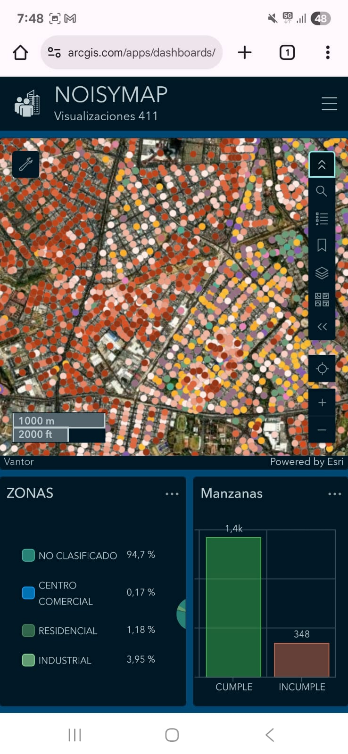 7:48
48
arcgis.com/apps/dashboards/
1
NOISYMAP
Visualizaciones 411
1000 m
2000 ft
Vantor
Powered by Esri
ZONAS
NO CLASIFICADO 94,7 %
CENTRO
COMERCIAL
0,17 %
RESIDENCIAL 1,18 %
INDUSTRIAL 3,95 %
Manzanas
1,4k
348
CUMPLE
INCUMPLE